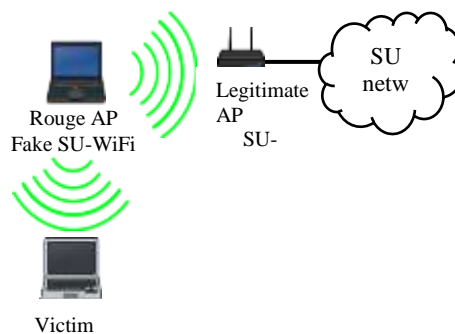 Rouge AP
Fake SU-WiFi
Legitimate
AP
SU-
SU
netw
Victim